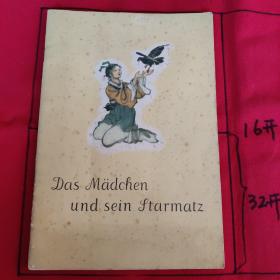 Das Mädchen
und sein Starmatz
16开
32开